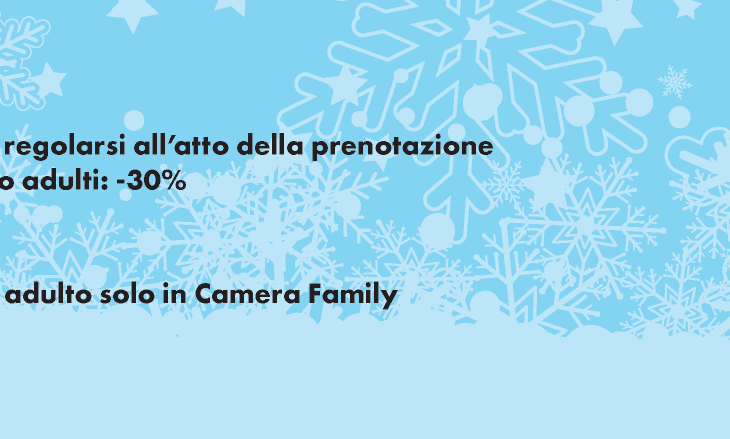 regolarsi all'atto della prenotazione
o adulti: -30%
adulto solo in Camera Family